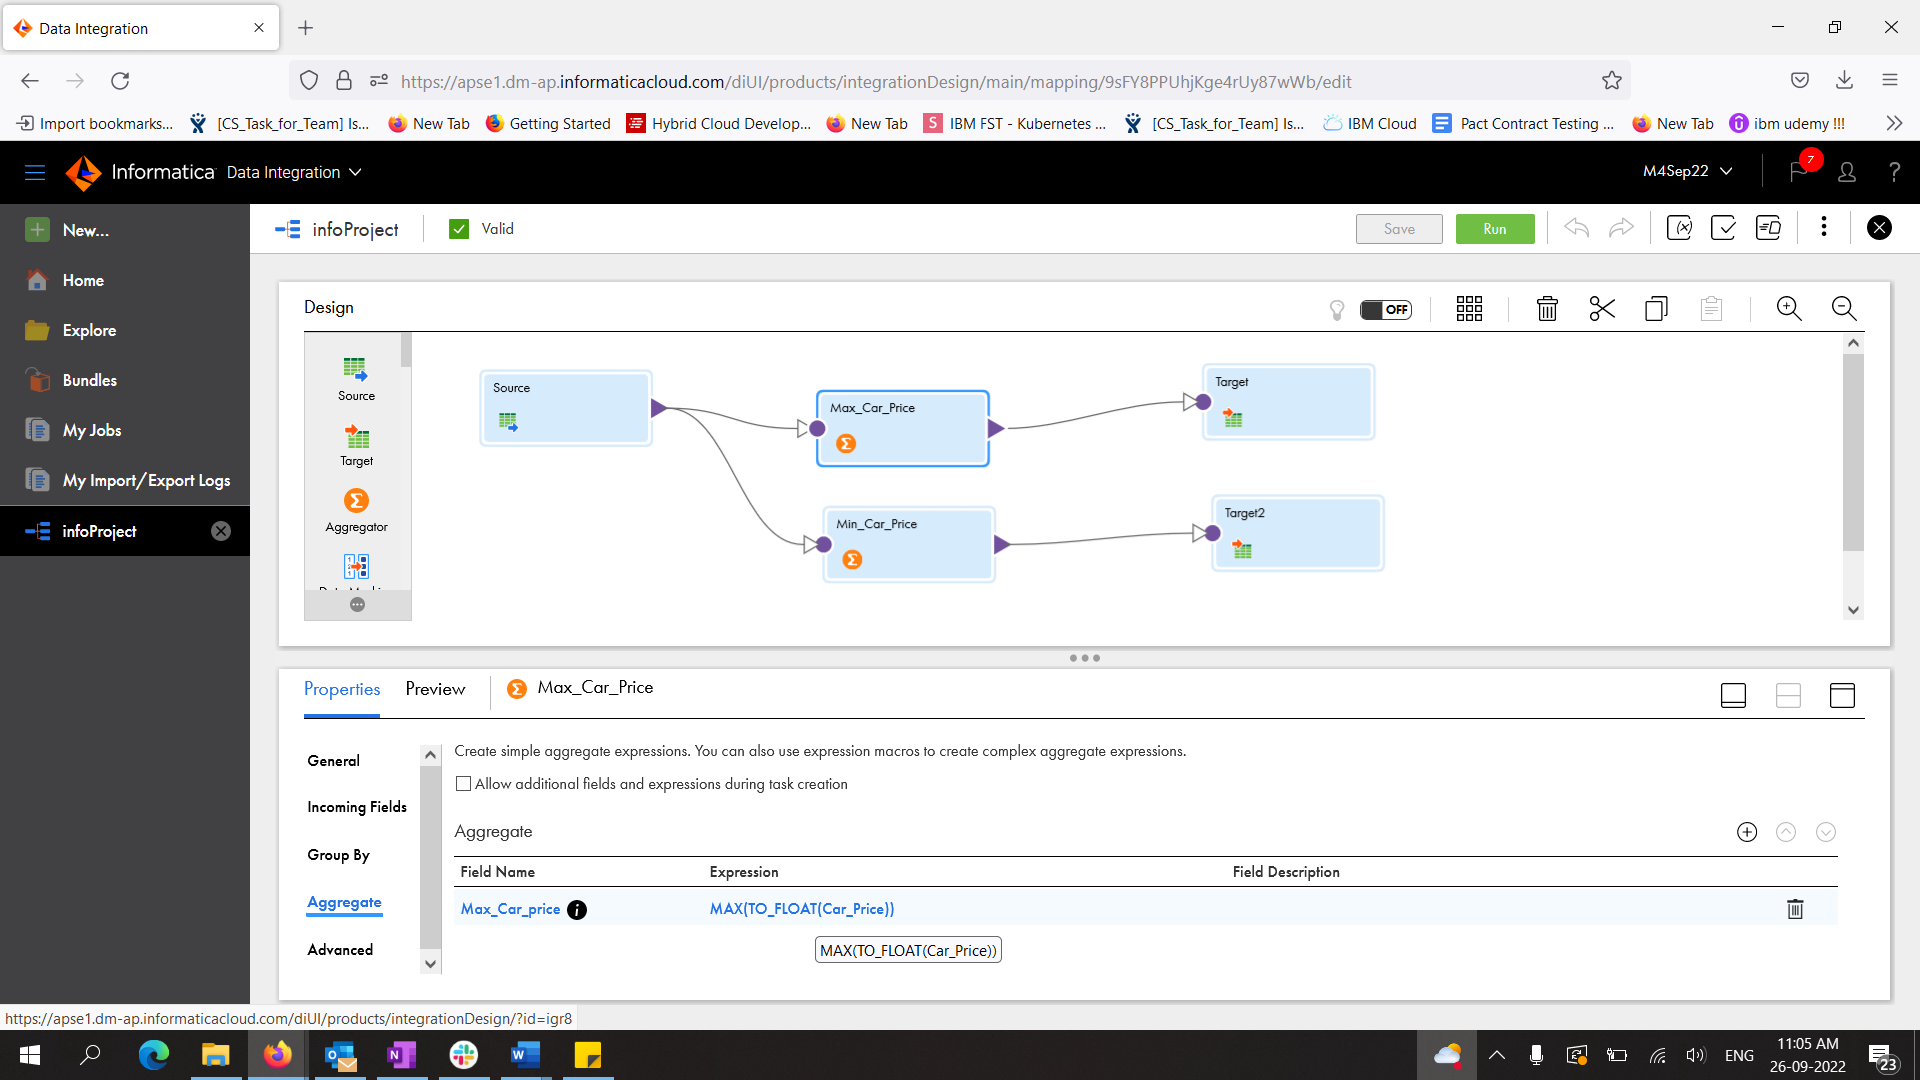 Data Integration
https://apse1.dm-ap.informaticacloud.com/diUI/products/integrationDesign/main/mapping/9sFY8PPUhjKge4rUy87wWb/edit
Import bookmarks... [CS_Task_for_Team] Is... New Tab Getting Started Hybrid Cloud Develop... New Tab S IBM FST - Kubernetes ... [CS_Task_for_Team] Is... IBM Cloud Pact Contract Testing ... New Tab ibm udemy !!!
Informatica Data Integration M4Sep22 7 ?
New...
Home
Explore
Bundles
My Jobs
My Import/Export Logs
infoProject
infoProject Valid Save Run
Design OFF
Source
Target
Aggregator
Source
Max_Car_Price
Target
Min_Car_Price
Target2
Properties Preview Max_Car_Price
General
Incoming Fields
Group By
Aggregate
Advanced
Create simple aggregate expressions. You can also use expression macros to create complex aggregate expressions.
Allow additional fields and expressions during task creation
Aggregate
Field Name Expression Field Description
Max_Car_price i MAX(TO_FLOAT(Car_Price))
MAX(TO_FLOAT(Car_Price))
https://apse1.dm-ap.informaticacloud.com/diUI/products/integrationDesign/?id=igr8
ENG 11:05 AM
26-09-2022 23